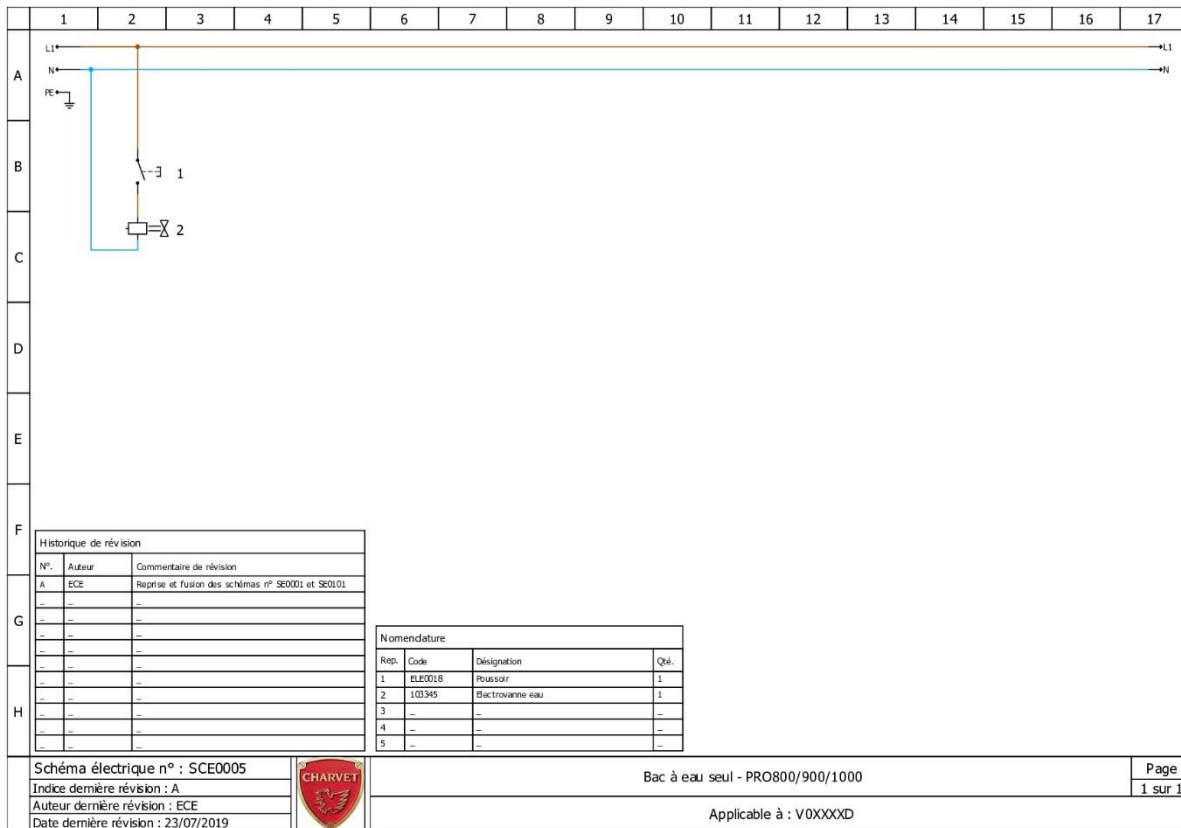 1 2 3 4 5 6 7 8 9 10 11 12 13 14 15 16 17
A
L1 L1
N N
PE
B
1
2
C
D
E
F
Historique de révision
N°. Auteur Commentaire de révision
A ECE Reprise et fusion des schémas n° SE0001 et SE0101
_ _ _
_ _ _
_ _ _
_ _ _
_ _ _
_ _ _
_ _ _
_ _ _
_ _ _
_ _ _
G
Nomendature
Rep. Code Désignation Qté.
1 ELE0018 Poussoir 1
2 103345 Electrovanne eau 1
3 _ _ _
4 _ _ _
5 _ _ _
H
Schéma électrique n° : SCE0005
Indice dernière révision : A
Auteur dernière révision : ECE
Date dernière révision : 23/07/2019
CHARVET
Bac à eau seul - PRO800/900/1000
Applicable à : V0XXXXD
Page
1 sur 1